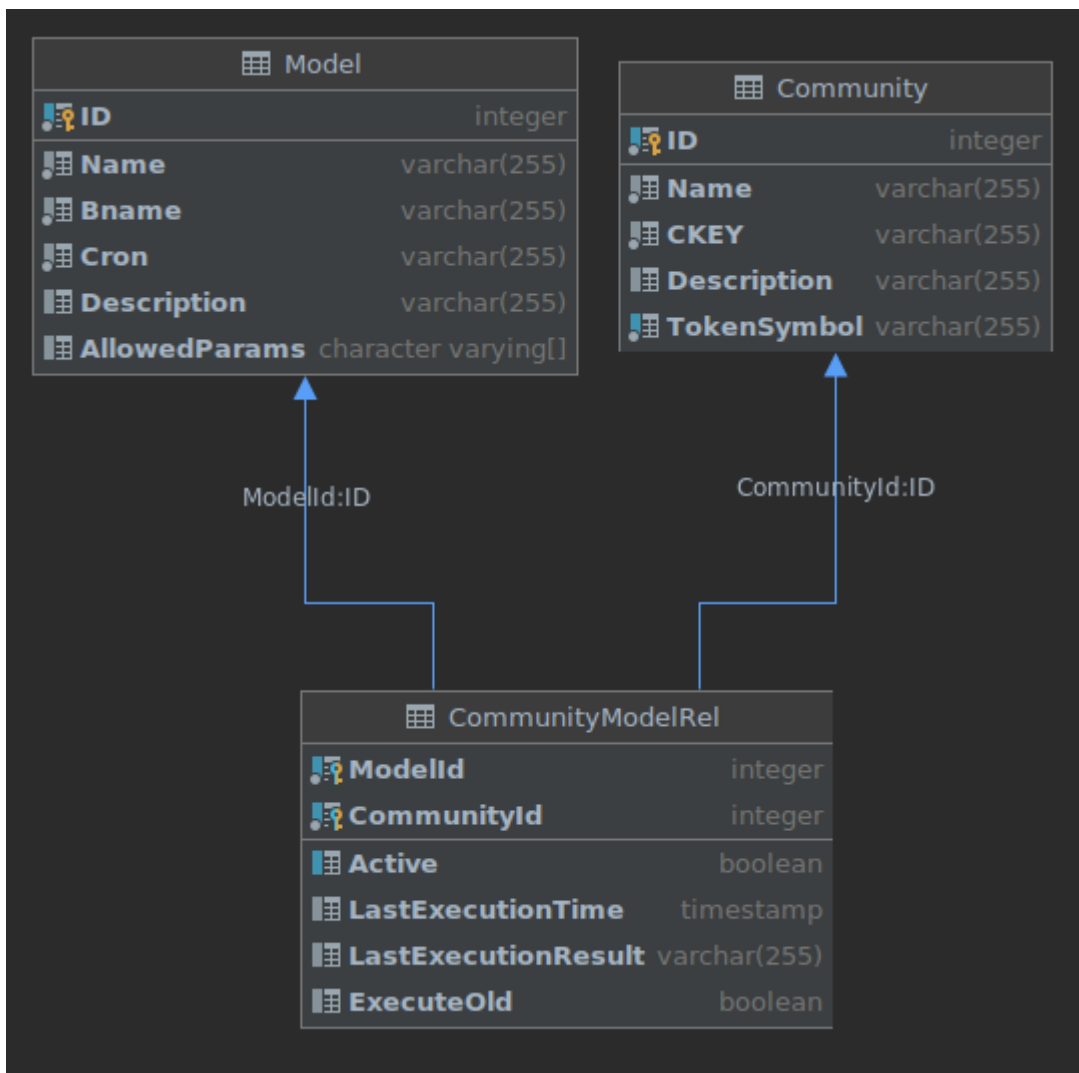 Model
ID integer
Name varchar(255)
Bname varchar(255)
Cron varchar(255)
Description varchar(255)
AllowedParams character varying[]
Community
ID integer
Name varchar(255)
CKEY varchar(255)
Description varchar(255)
TokenSymbol varchar(255)
ModelId:ID
CommunityId:ID
CommunityModelRel
ModelId integer
CommunityId integer
Active boolean
LastExecutionTime timestamp
LastExecutionResult varchar(255)
ExecuteOld boolean